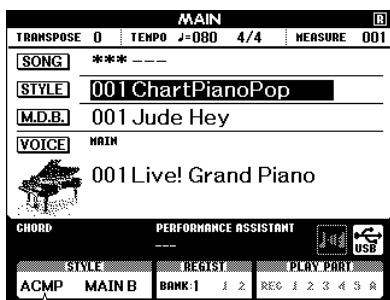 MAIN R
TRANSPOSE 0 TEMPO ♩=080 4/4 MEASURE 001
SONG *** ---
STYLE 001 ChartPianoPop
M.D.B. 001 Jude Hey
VOICE MAIN
001 Live! Grand Piano
CHORD PERFORMANCE ASSISTANT
---
USB
STYLE REGIST PLAY PART
ACMP MAIN B BANK:1 1 2 REC 1 2 3 4 5 A